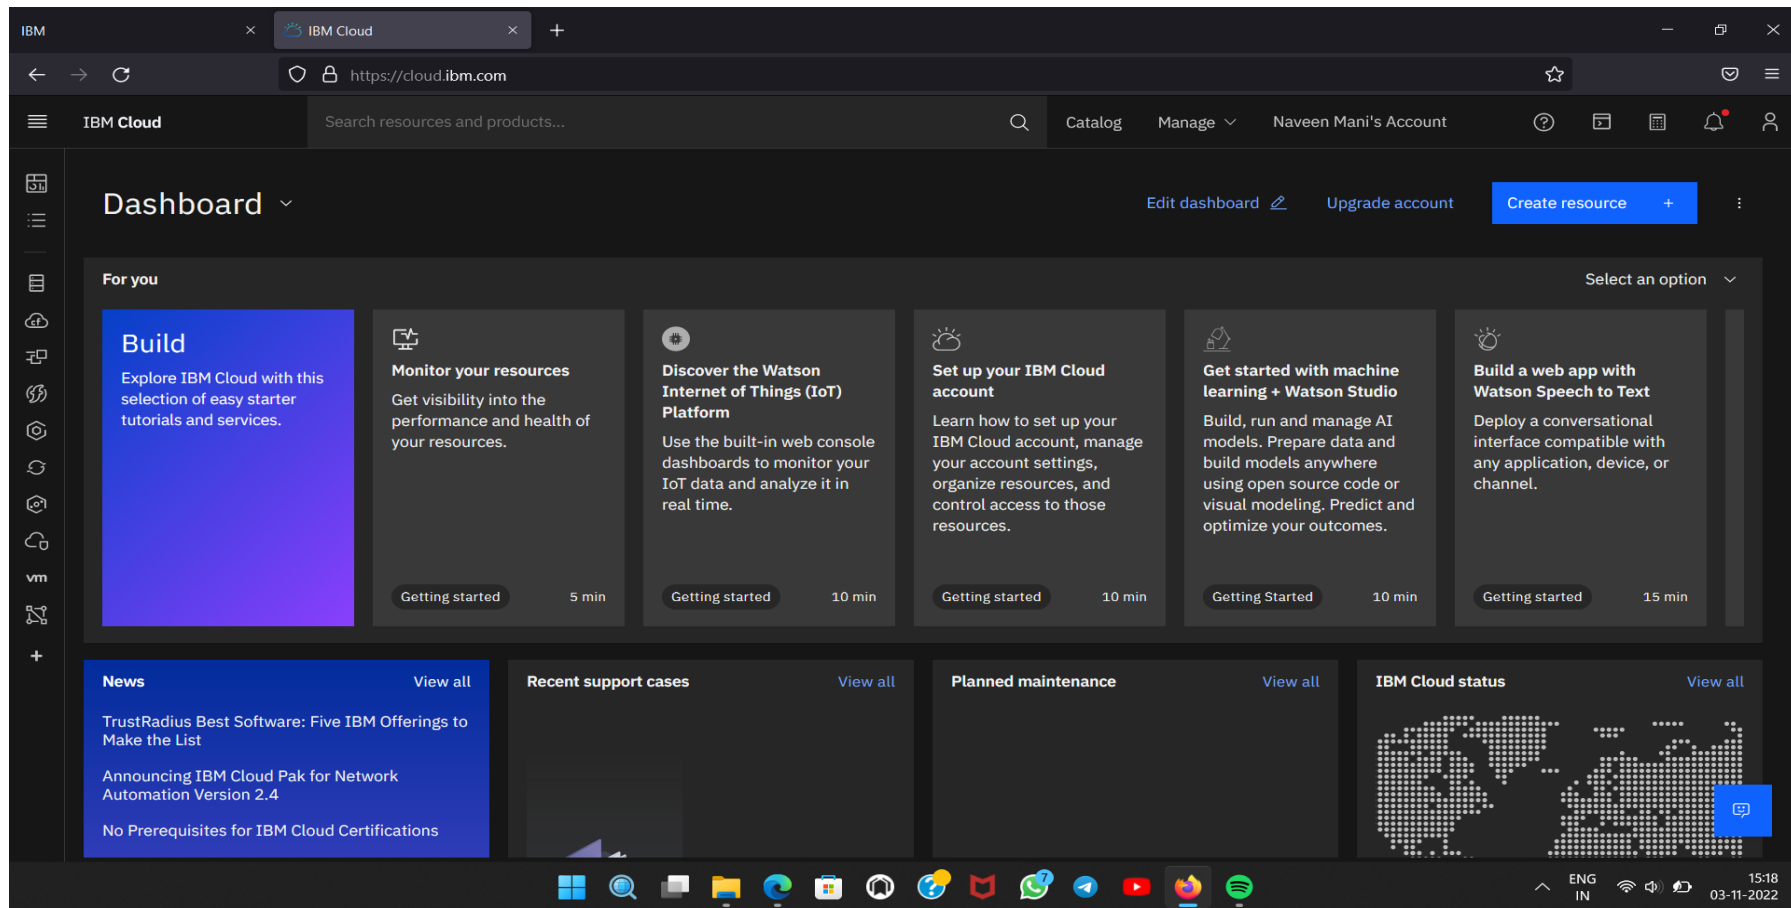 IBM
IBM Cloud
https://cloud.ibm.com
IBM Cloud
Search resources and products...
Catalog
Manage
Naveen Mani's Account
Dashboard
Edit dashboard
Upgrade account
Create resource +
For you
Select an option
Build
Explore IBM Cloud with this
selection of easy starter
tutorials and services.
Monitor your resources
Get visibility into the
performance and health of
your resources.
Getting started
5 min
Discover the Watson
Internet of Things (IoT)
Platform
Use the built-in web console
dashboards to monitor your
IoT data and analyze it in
real time.
Getting started
10 min
Set up your IBM Cloud
account
Learn how to set up your
IBM Cloud account, manage
your account settings,
organize resources, and
control access to those
resources.
Getting started
10 min
Get started with machine
learning + Watson Studio
Build, run and manage AI
models. Prepare data and
build models anywhere
using open source code or
visual modeling. Predict and
optimize your outcomes.
Getting Started
10 min
Build a web app with
Watson Speech to Text
Deploy a conversational
interface compatible with
any application, device, or
channel.
Getting started
15 min
cf
vm
News
View all
TrustRadius Best Software: Five IBM Offerings to
Make the List
Announcing IBM Cloud Pak for Network
Automation Version 2.4
No Prerequisites for IBM Cloud Certifications
Recent support cases
View all
Planned maintenance
View all
IBM Cloud status
View all
7
ENG
IN
15:18
03-11-2022